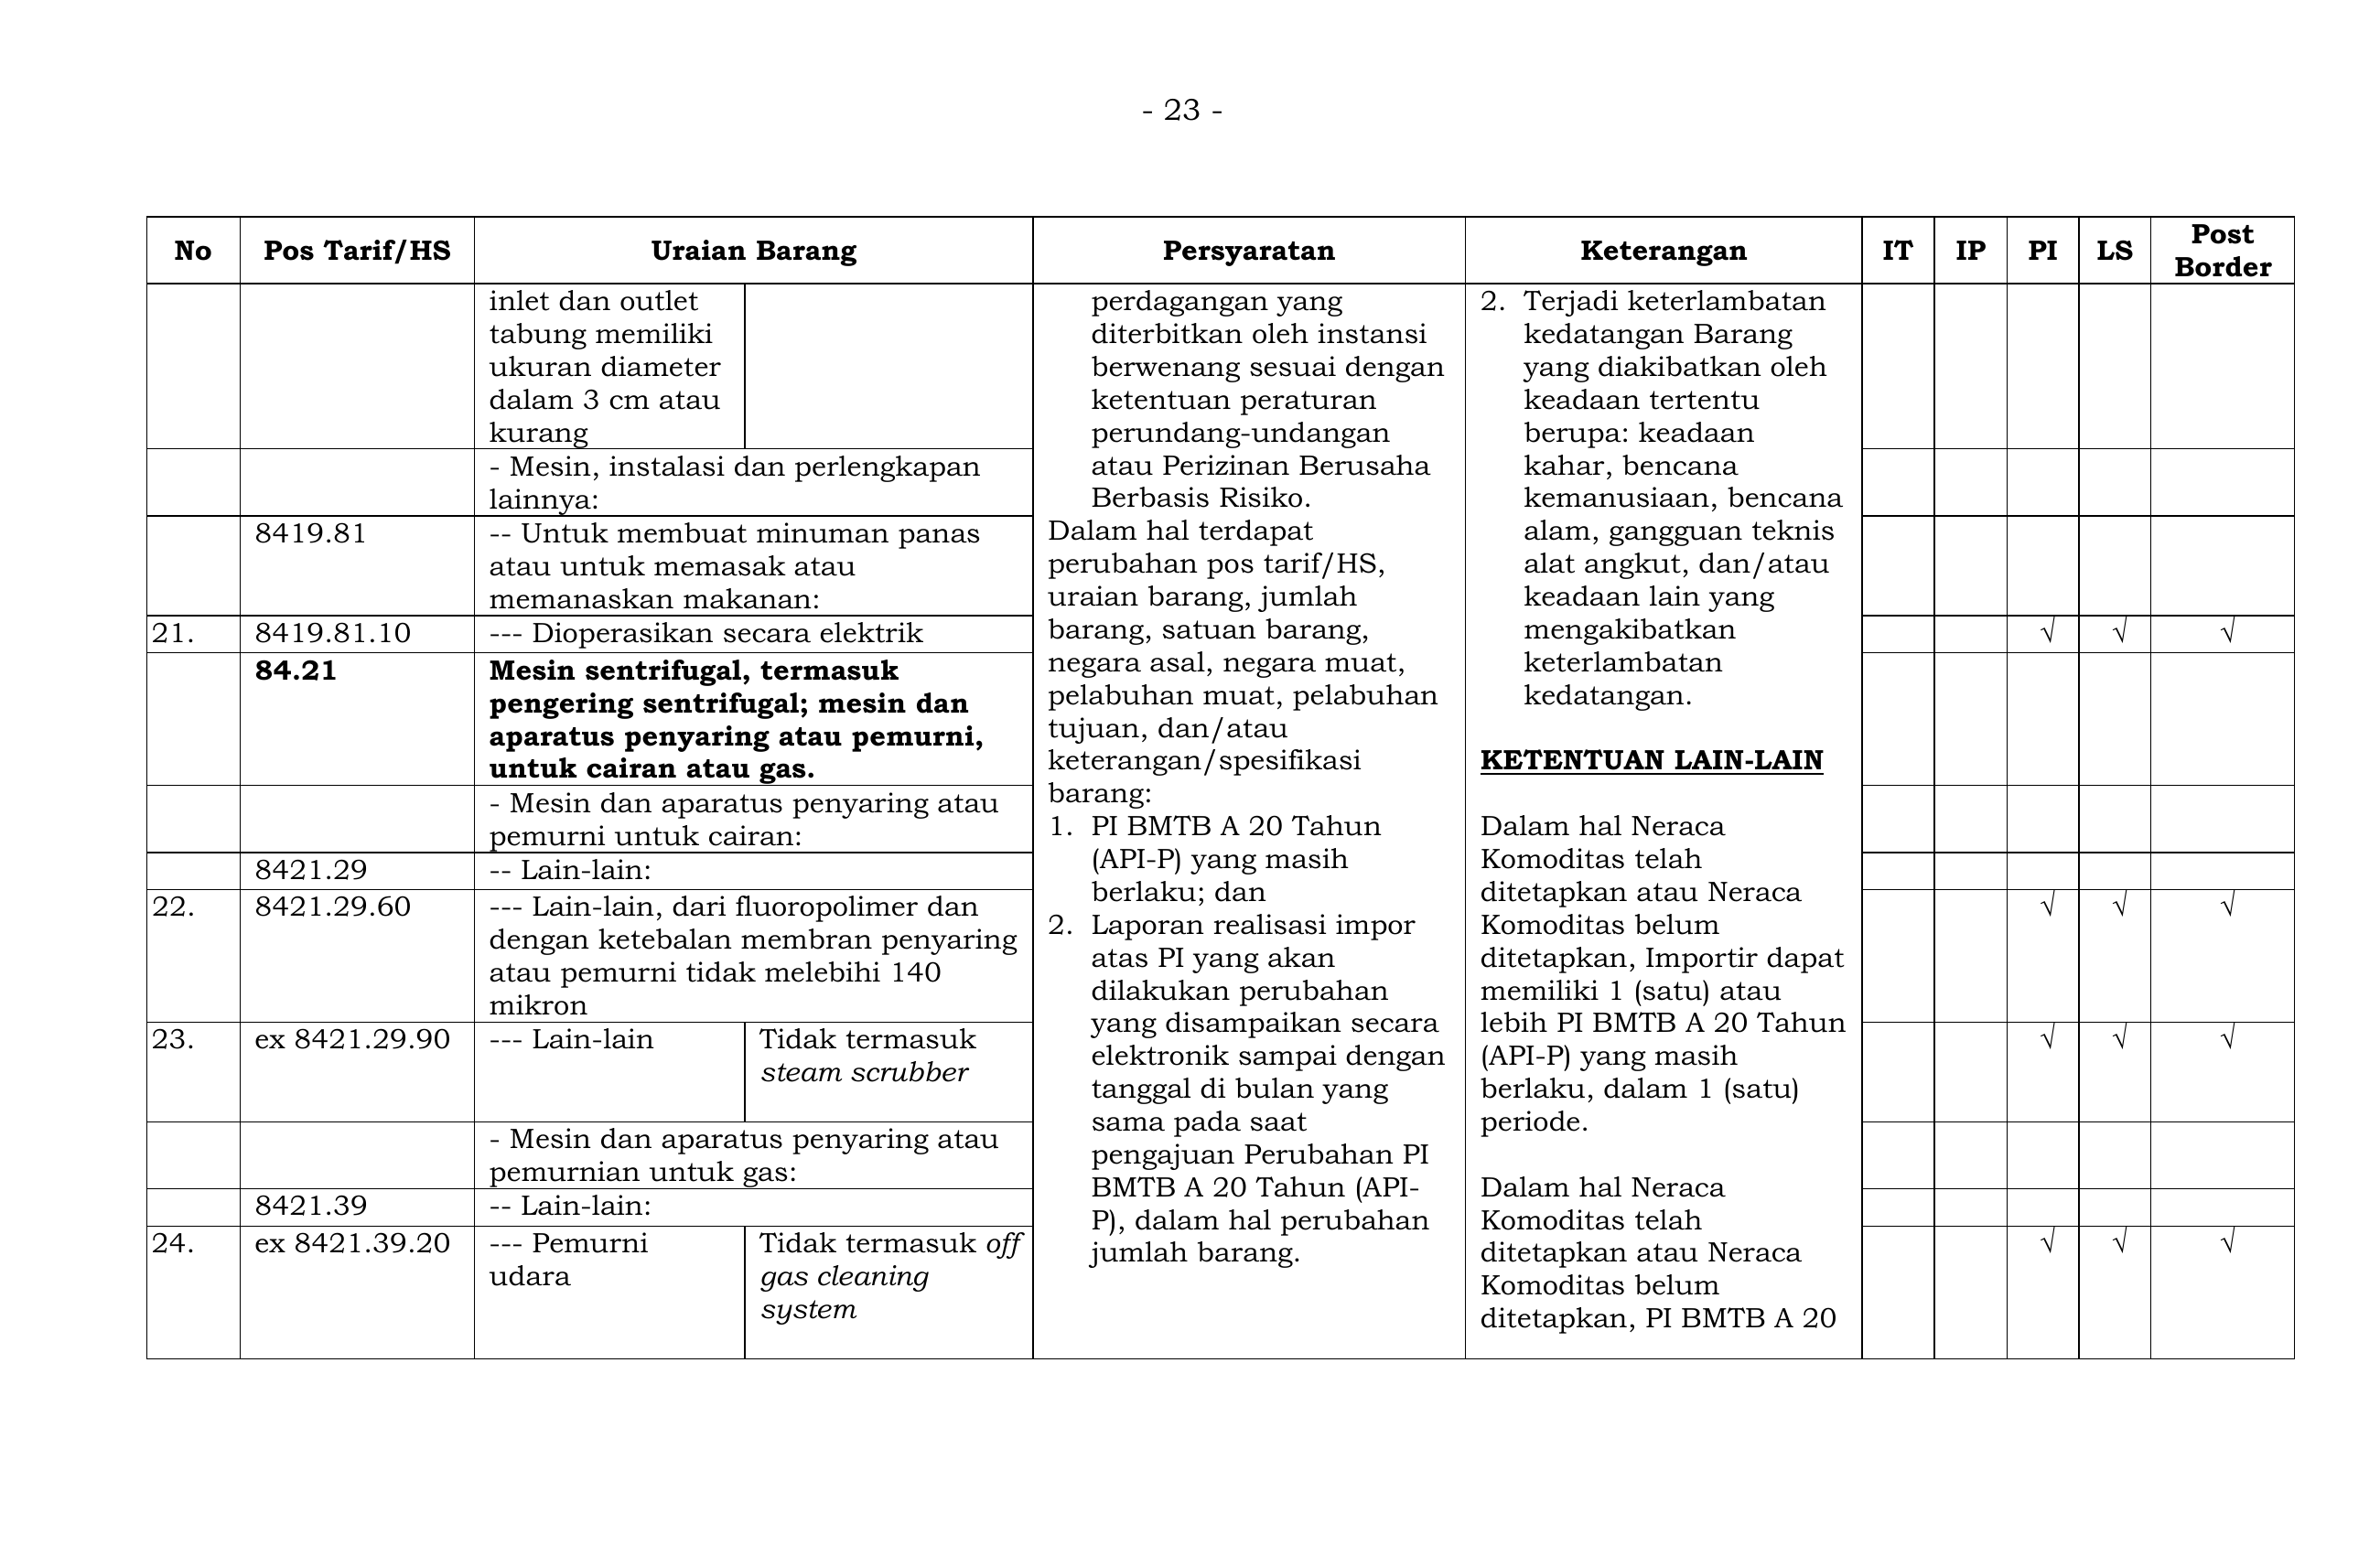 - 23 -
No Pos Tarif/HS Uraian Barang Persyaratan Keterangan IT IP PI LS Post Border
inlet dan outlet
tabung memiliki
ukuran diameter
dalam 3 cm atau
kurang
- Mesin, instalasi dan perlengkapan
lainnya:
8419.81 -- Untuk membuat minuman panas
atau untuk memasak atau
memanaskan makanan:
21. 8419.81.10 --- Dioperasikan secara elektrik √ √ √
84.21 Mesin sentrifugal, termasuk
pengering sentrifugal; mesin dan
aparatus penyaring atau pemurni,
untuk cairan atau gas.
- Mesin dan aparatus penyaring atau
pemurni untuk cairan:
8421.29 -- Lain-lain:
22. 8421.29.60 --- Lain-lain, dari fluoropolimer dan √ √ √
dengan ketebalan membran penyaring
atau pemurni tidak melebihi 140
mikron
23. ex 8421.29.90 --- Lain-lain Tidak termasuk √ √ √
steam scrubber
- Mesin dan aparatus penyaring atau
pemurnian untuk gas:
8421.39 -- Lain-lain:
24. ex 8421.39.20 --- Pemurni Tidak termasuk off √ √ √
udara gas cleaning
system
perdagangan yang
diterbitkan oleh instansi
berwenang sesuai dengan
ketentuan peraturan
perundang-undangan
atau Perizinan Berusaha
Berbasis Risiko.
Dalam hal terdapat
perubahan pos tarif/HS,
uraian barang, jumlah
barang, satuan barang,
negara asal, negara muat,
pelabuhan muat, pelabuhan
tujuan, dan/atau
keterangan/spesifikasi
barang:
1. PI BMTB A 20 Tahun
(API-P) yang masih
berlaku; dan
2. Laporan realisasi impor
atas PI yang akan
dilakukan perubahan
yang disampaikan secara
elektronik sampai dengan
tanggal di bulan yang
sama pada saat
pengajuan Perubahan PI
BMTB A 20 Tahun (API-
P), dalam hal perubahan
jumlah barang.
2. Terjadi keterlambatan
kedatangan Barang
yang diakibatkan oleh
keadaan tertentu
berupa: keadaan
kahar, bencana
kemanusiaan, bencana
alam, gangguan teknis
alat angkut, dan/atau
keadaan lain yang
mengakibatkan
keterlambatan
kedatangan.
KETENTUAN LAIN-LAIN
Dalam hal Neraca
Komoditas telah
ditetapkan atau Neraca
Komoditas belum
ditetapkan, Importir dapat
memiliki 1 (satu) atau
lebih PI BMTB A 20 Tahun
(API-P) yang masih
berlaku, dalam 1 (satu)
periode.
Dalam hal Neraca
Komoditas telah
ditetapkan atau Neraca
Komoditas belum
ditetapkan, PI BMTB A 20